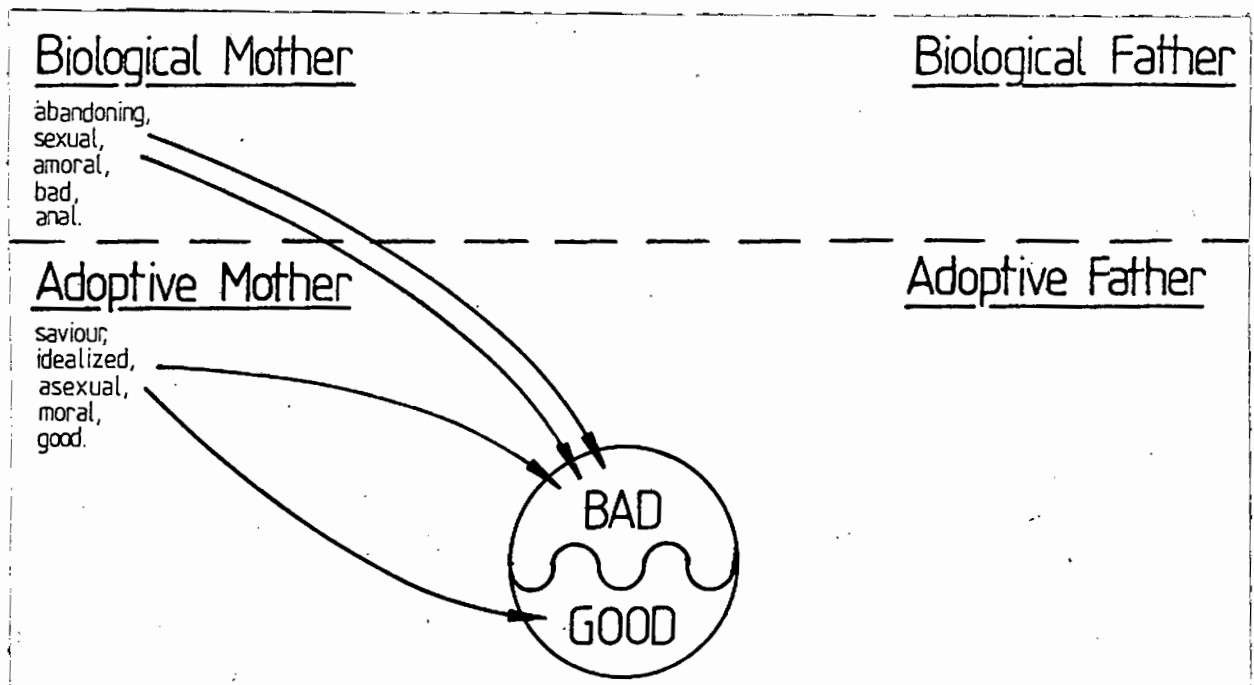 Biological Mother
abandoning,
sexual,
amoral,
bad,
anal.
Biological Father
Adoptive Mother
saviour,
idealized,
asexual,
moral,
good.
Adoptive Father
BAD
GOOD